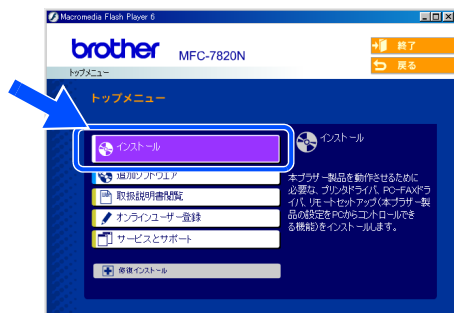 Macromedia Flash Player 6
brother MFC-7820N
終了
戻る
トップメニュー
トップメニュー
インストール
追加ソフトウェア
取扱説明書閲覧
オンラインユーザー登録
サービスとサポート
修復インストール
インストール
本ブラザー製品を動作させるために
必要な、プリンタドライバ、PC-FAXドラ
イバ、リモートセットアップ(本ブラザー製
品の設定をPCからコントロールでき
る機能)をインストールします。